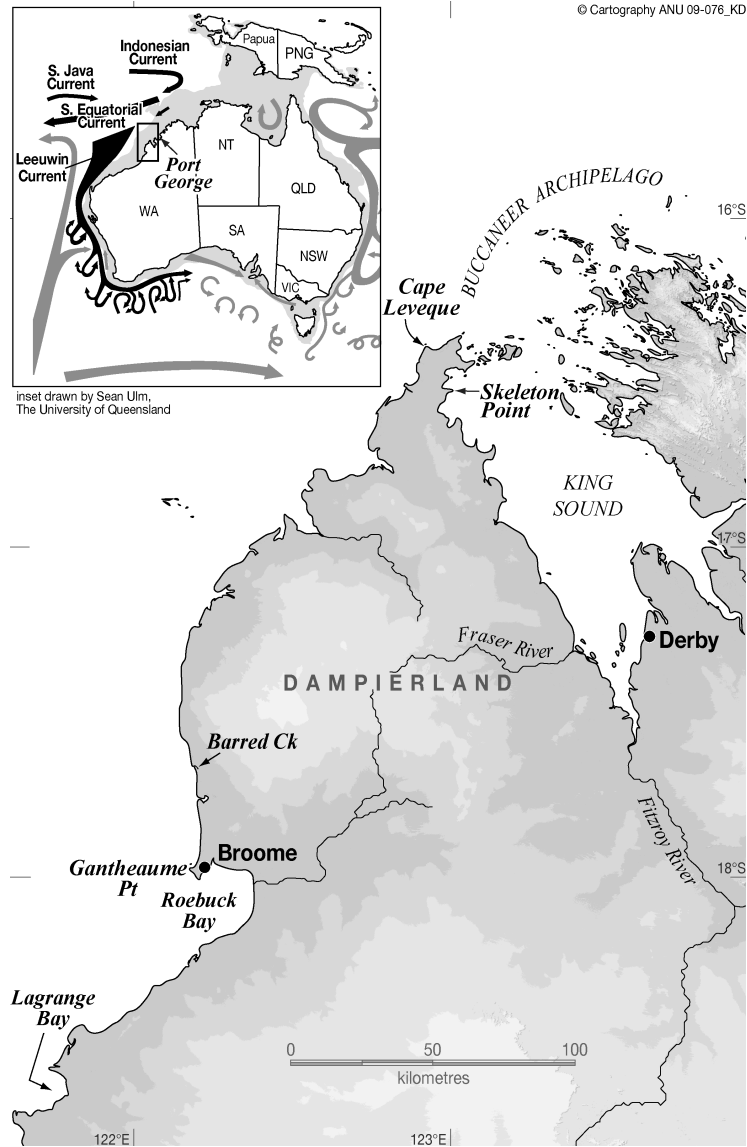 © Cartography ANU 09-076_KD
Papua
PNG
Indonesian
Current
S. Java
Current
S. Equatorial
Current
Leeuwin
Current
Port
George
NT
QLD
WA
SA
NSW
VIC
inset drawn by Sean Ulm,
The University of Queensland
BUCCANEER ARCHIPELAGO
16°S
Cape
Leveque
Skeleton
Point
KING
SOUND
17°S
Fraser River
Derby
DAMPIERLAND
Barred Ck
Fitzroy River
Broome
Gantheaume
Pt
Roebuck
Bay
18°S
Lagrange
Bay
0 50 100
kilometres
122°E 123°E